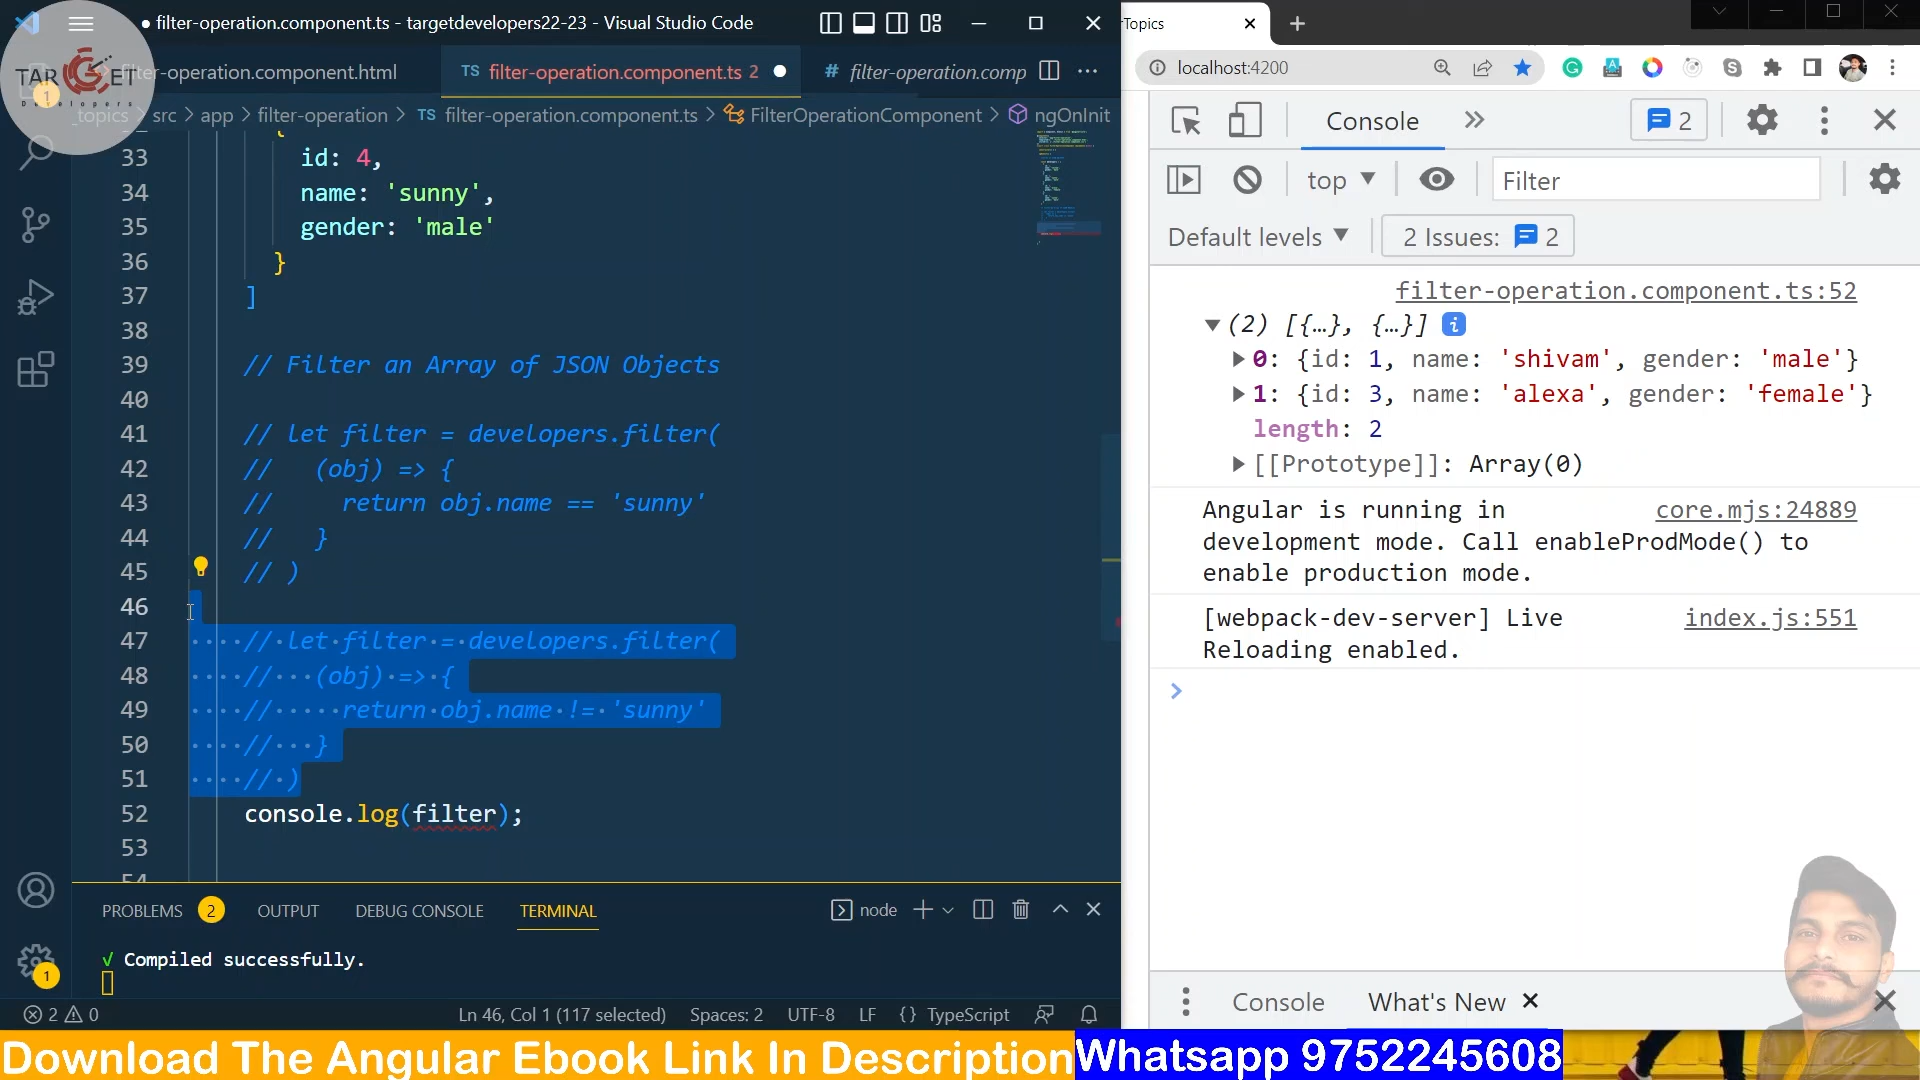 ● filter-operation.component.ts - targetdevelopers22-23 - Visual Studio Code
TARGET
Developers
1
filter-operation.component.html
TS filter-operation.component.ts 2 ●
# filter-operation.comp
_topics > src > app > filter-operation > TS filter-operation.component.ts > FilterOperationComponent > ngOnInit
33 id: 4,
34 name: 'sunny',
35 gender: 'male'
36 }
37 ]
38
39 // Filter an Array of JSON Objects
40
41 // let filter = developers.filter(
42 // (obj) => {
43 // return obj.name == 'sunny'
44 // }
45 // )
46
47 // let filter = developers.filter(
48 // (obj) => {
49 // return obj.name != 'sunny'
50 // }
51 // )
52 console.log(filter);
53
54
PROBLEMS 2 OUTPUT DEBUG CONSOLE TERMINAL
node
√ Compiled successfully.
1
2 0
Ln 46, Col 1 (117 selected) Spaces: 2 UTF-8 LF {} TypeScript
rTopics
localhost:4200
Console
2
top
Filter
Default levels
2 Issues: 2
filter-operation.component.ts:52
(2) [{…}, {…}]
0: {id: 1, name: 'shivam', gender: 'male'}
1: {id: 3, name: 'alexa', gender: 'female'}
length: 2
[[Prototype]]: Array(0)
Angular is running in core.mjs:24889
development mode. Call enableProdMode() to
enable production mode.
[webpack-dev-server] Live index.js:551
Reloading enabled.
Console What's New
Download The Angular Ebook Link In Description
Whatsapp 9752245608